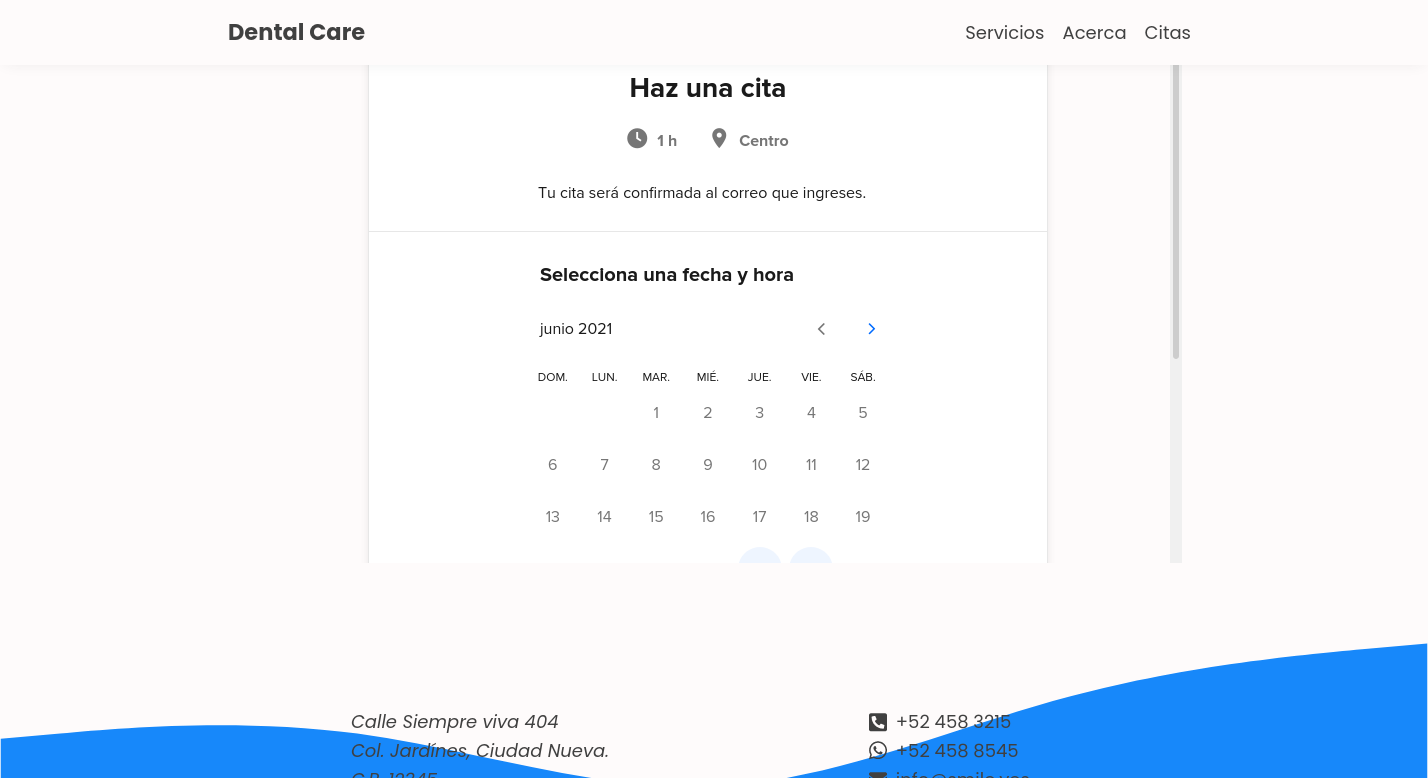 Dental Care
Servicios Acerca Citas
Haz una cita
1 h Centro
Tu cita será confirmada al correo que ingreses.
Selecciona una fecha y hora
junio 2021
DOM. LUN. MAR. MIÉ. JUE. VIE. SÁB.
1 2 3 4 5
6 7 8 9 10 11 12
13 14 15 16 17 18 19
Calle Siempre viva 404
Col. Jardínes, Ciudad Nueva.
C.P. 12345
+52 458 3215
+52 458 8545